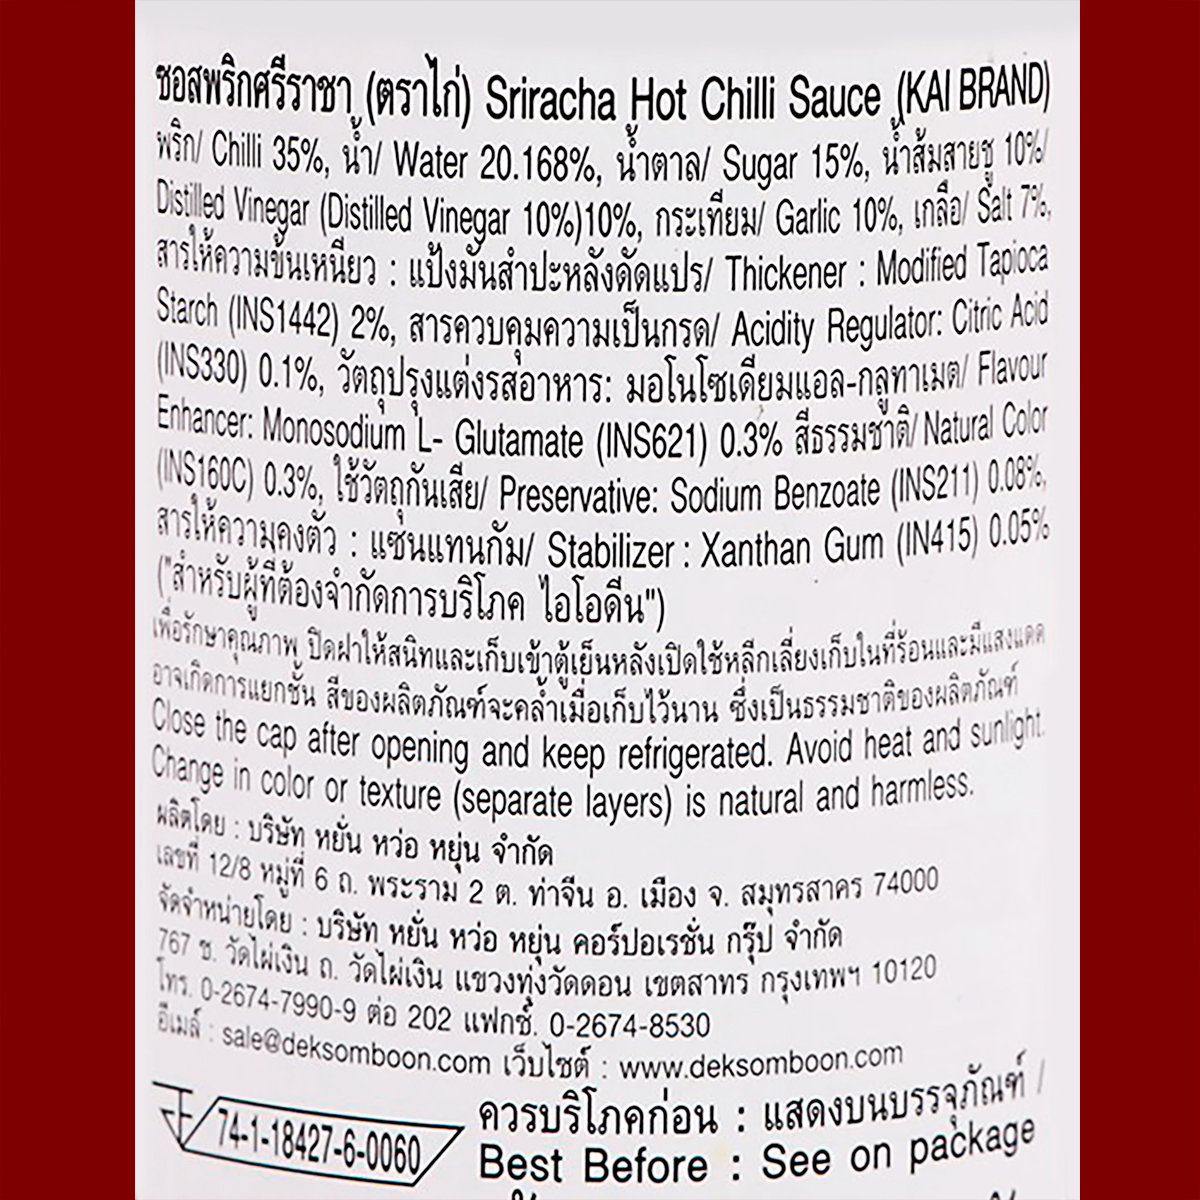 ซอสพริกศรีราชา (ตราไก่) Sriracha Hot Chilli Sauce (KAI BRAND)
พริก/ Chilli 35%, น้ำ/ Water 20.168%, น้ำตาล/ Sugar 15%, น้ำส้มสายชู 10%/
Distilled Vinegar (Distilled Vinegar 10%)10%, กระเทียม/ Garlic 10%, เกลือ/ Salt 7%,
สารให้ความข้นเหนียว : แป้งมันสำปะหลังดัดแปร/ Thickener : Modified Tapioca
Starch (INS1442) 2%, สารควบคุมความเป็นกรด/ Acidity Regulator: Citric Acid
(INS330) 0.1%, วัตถุปรุงแต่งรสอาหาร: มอโนโซเดียมแอล-กลูทาเมต/ Flavour
Enhancer: Monosodium L- Glutamate (INS621) 0.3% สีธรรมชาติ/ Natural Color
(INS160C) 0.3%, ใช้วัตถุกันเสีย/ Preservative: Sodium Benzoate (INS211) 0.08%,
สารให้ความคงตัว : แซนแทนกัม/ Stabilizer : Xanthan Gum (IN415) 0.05%
("สำหรับผู้ที่ต้องจำกัดการบริโภค ไอโอดีน")
เพื่อรักษาคุณภาพ ปิดฝาให้สนิทและเก็บเข้าตู้เย็นหลังเปิดใช้หลีกเลี่ยงเก็บในที่ร้อนและมีแสงแดด
อาจเกิดการแยกชั้น สีของผลิตภัณฑ์จะคล้ำเมื่อเก็บไว้นาน ซึ่งเป็นธรรมชาติของผลิตภัณฑ์
Close the cap after opening and keep refrigerated. Avoid heat and sunlight.
Change in color or texture (separate layers) is natural and harmless.
ผลิตโดย : บริษัท หยั่น หว่อ หยุ่น จำกัด
เลขที่ 12/8 หมู่ที่ 6 ถ. พระราม 2 ต. ท่าจีน อ. เมือง จ. สมุทรสาคร 74000
จัดจำหน่ายโดย : บริษัท หยั่น หว่อ หยุ่น คอร์ปอเรชั่น กรุ๊ป จำกัด
767 ซ. วัดไผ่เงิน ถ. วัดไผ่เงิน แขวงทุ่งวัดดอน เขตสาทร กรุงเทพฯ 10120
โทร. 0-2674-7990-9 ต่อ 202 แฟกซ์. 0-2674-8530
อีเมล์ : sale@deksomboon.com เว็บไซต์ : www.deksomboon.com
74-1-18427-6-0060
ควรบริโภคก่อน : แสดงบนบรรจุภัณฑ์ /
Best Before : See on package